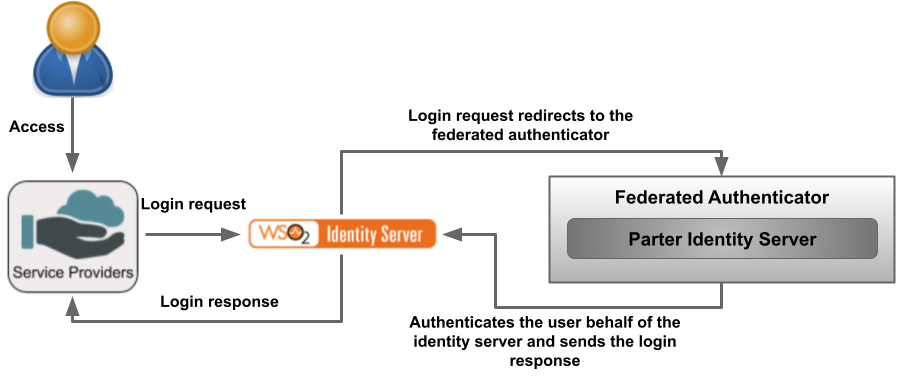 Access
Login request redirects to the
federated authenticator
Login request
Federated Authenticator
Parter Identity Server
WSO2 Identity Server
Service Providers
Login response
Authenticates the user behalf of the
identity server and sends the login
response